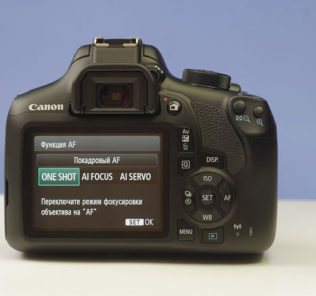 Canon
Функция AF
Покадровый AF
ONE SHOT AI FOCUS AI SERVO
Переключите режим фокусировки
объектива на "AF"
SET OK
Av
DISP.
ISO
SET
AF
WB
MENU